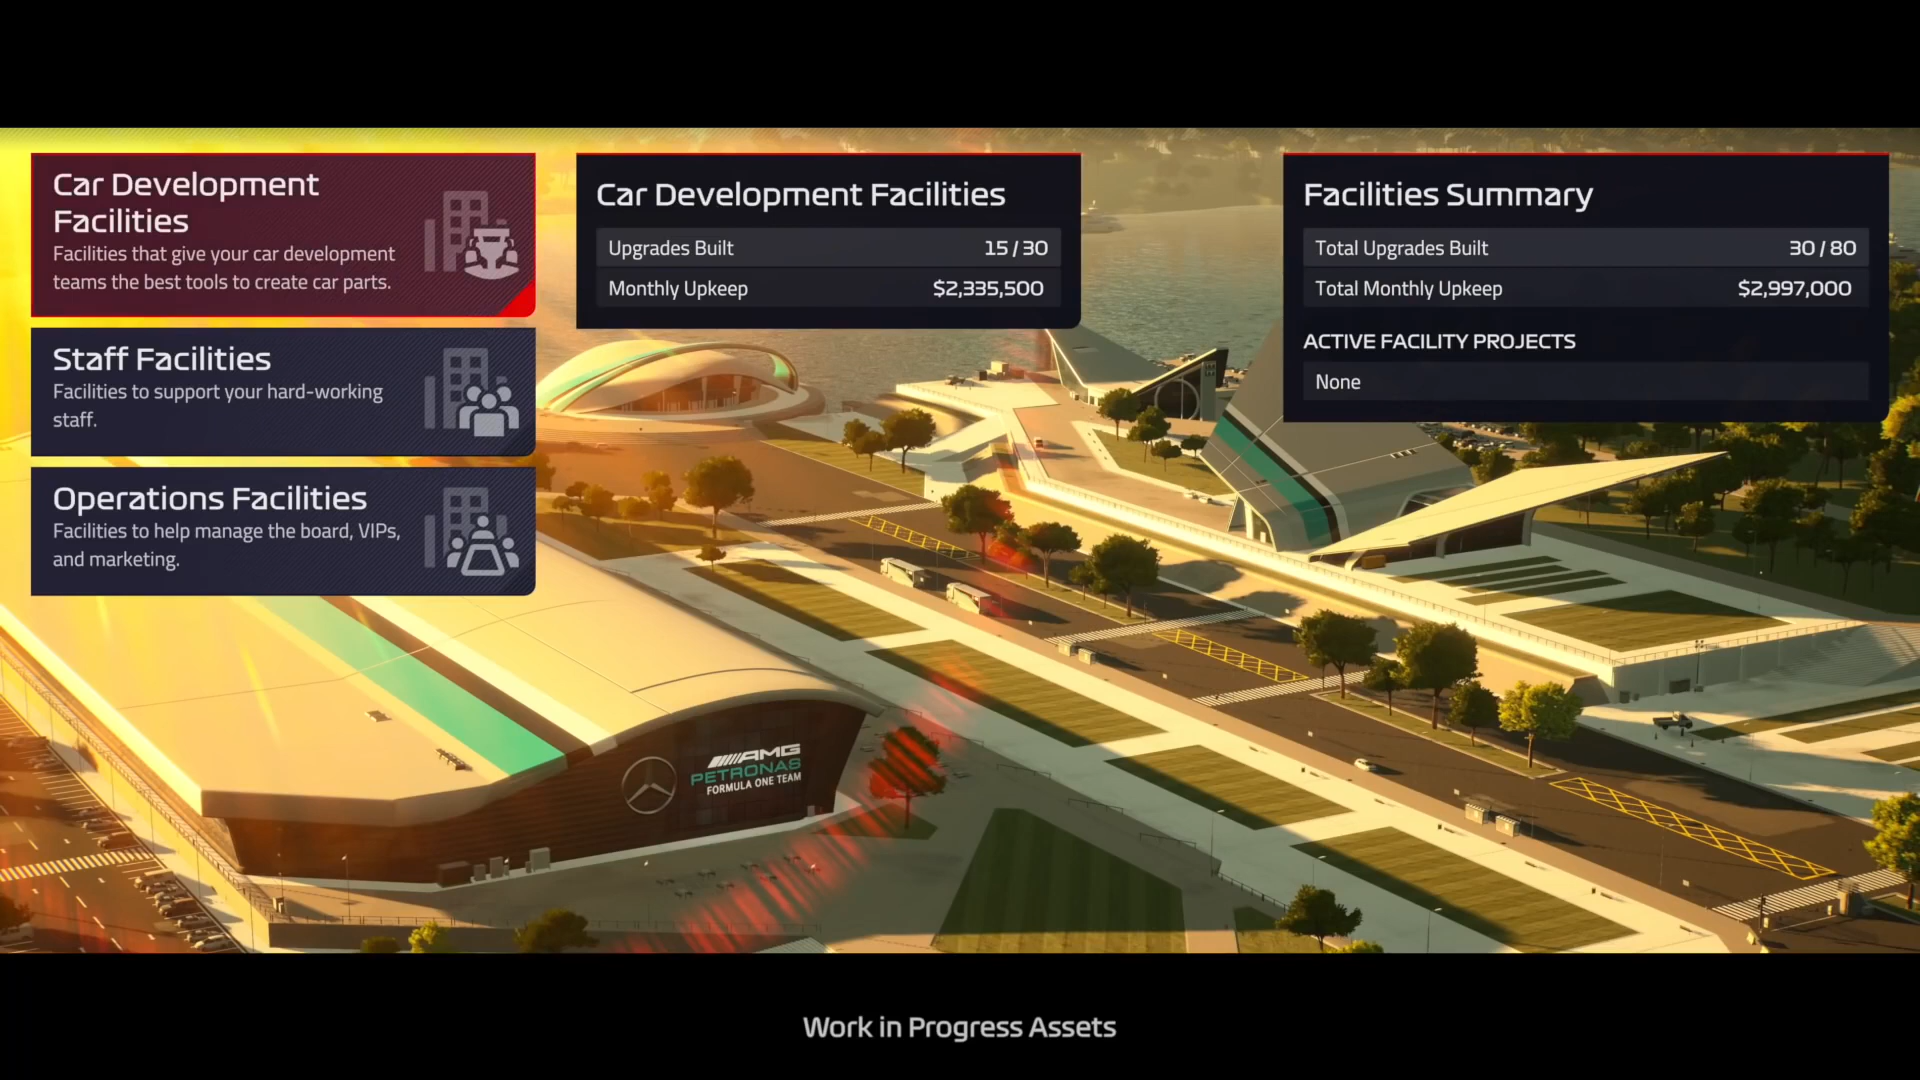 Car Development
Facilities
Facilities that give your car development
teams the best tools to create car parts.
Staff Facilities
Facilities to support your hard-working
staff.
Operations Facilities
Facilities to help manage the board, VIPs,
and marketing.
Car Development Facilities
Upgrades Built 15 / 30
Monthly Upkeep $2,335,500
Facilities Summary
Total Upgrades Built 30 / 80
Total Monthly Upkeep $2,997,000
ACTIVE FACILITY PROJECTS
None
AMG
PETRONAS
FORMULA ONE TEAM
Work in Progress Assets